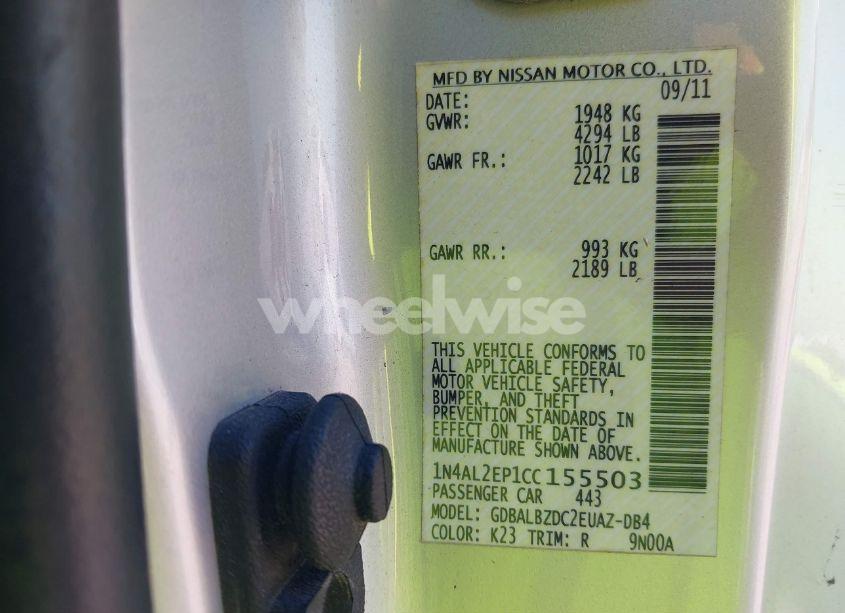 MFD BY NISSAN MOTOR CO., LTD.
DATE: 09/11
GVWR: 1948 KG
4294 LB
GAWR FR.: 1017 KG
2242 LB
GAWR RR.: 993 KG
2189 LB
wheelwise
THIS VEHICLE CONFORMS TO
ALL APPLICABLE FEDERAL
MOTOR VEHICLE SAFETY,
BUMPER, AND THEFT
PREVENTION STANDARDS IN
EFFECT ON THE DATE OF
MANUFACTURE SHOWN ABOVE.
1N4AL2EP1CC155503
PASSENGER CAR 443
MODEL: GDBALBZDC2EUAZ-DB4
COLOR: K23 TRIM: R 9N00A